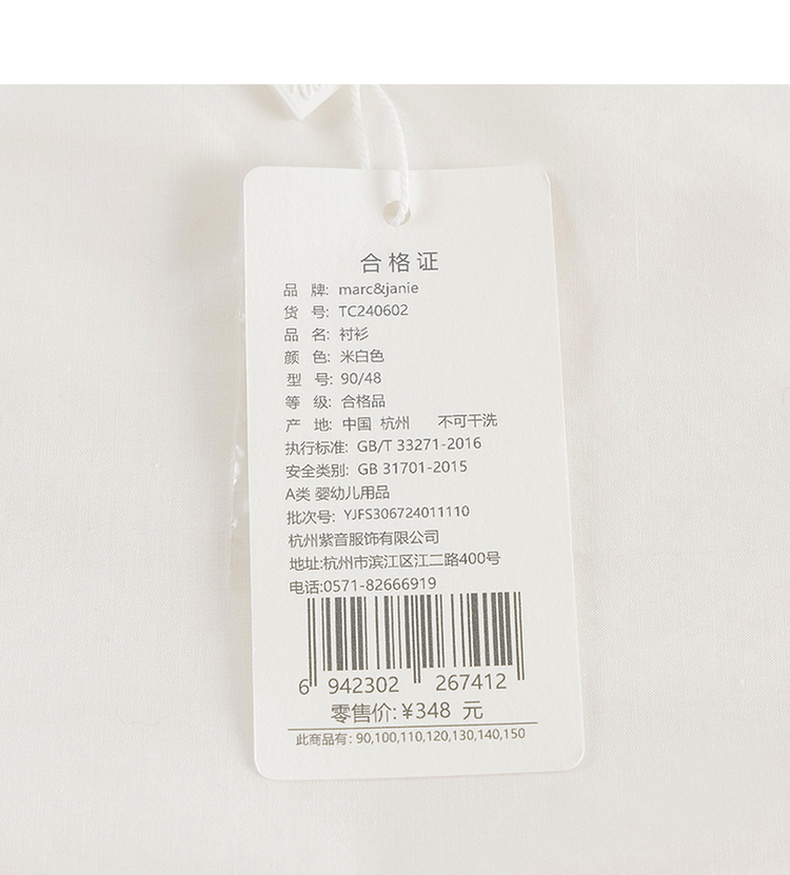 合格证
品 牌: marc&janie
货 号: TC240602
品 名: 衬衫
颜 色: 米白色
型 号: 90/48
等 级: 合格品
产 地: 中国 杭州 不可干洗
执行标准: GB/T 33271-2016
安全类别: GB 31701-2015
A类 婴幼儿用品
批次号: YJFS306724011110
杭州紫音服饰有限公司
地址:杭州市滨江区江二路400号
电话:0571-82666919
6 942302 267412
零售价:¥348 元
此商品有: 90,100,110,120,130,140,150